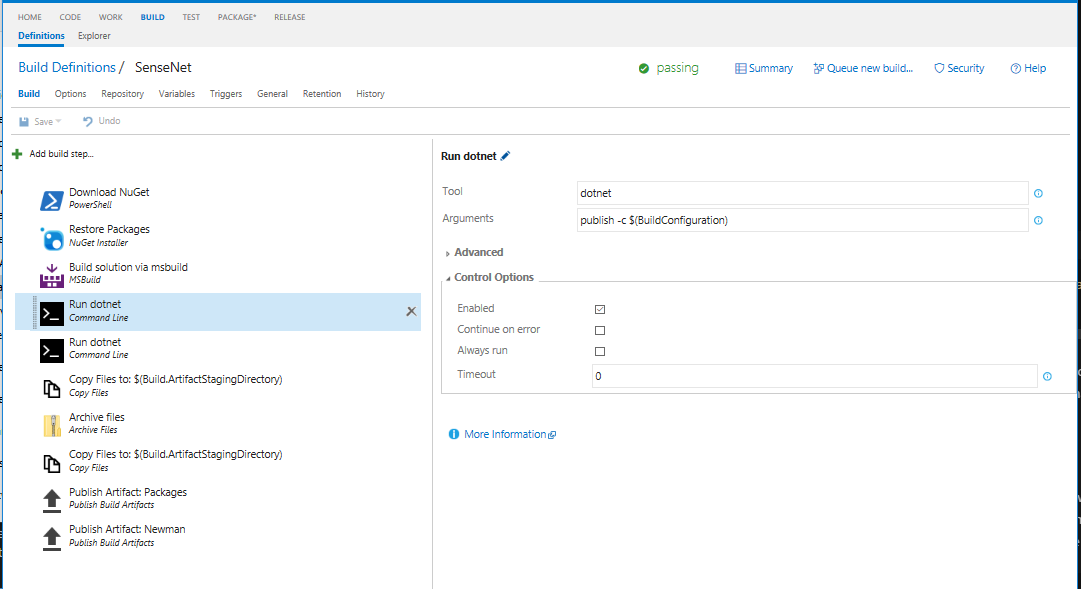 HOME CODE WORK BUILD TEST PACKAGE* RELEASE
Definitions Explorer
Build Definitions / SenseNet
passing Summary Queue new build... Security Help
Build Options Repository Variables Triggers General Retention History
Save Undo
Add build step...
Download NuGet
PowerShell
Restore Packages
NuGet Installer
Build solution via msbuild
MSBuild
Run dotnet
Command Line
Run dotnet
Command Line
Copy Files to: $(Build.ArtifactStagingDirectory)
Copy Files
Archive files
Archive Files
Copy Files to: $(Build.ArtifactStagingDirectory)
Copy Files
Publish Artifact: Packages
Publish Build Artifacts
Publish Artifact: Newman
Publish Build Artifacts
Run dotnet
Tool dotnet
Arguments publish -c $(BuildConfiguration)
Advanced
Control Options
Enabled
Continue on error
Always run
Timeout 0
More Information